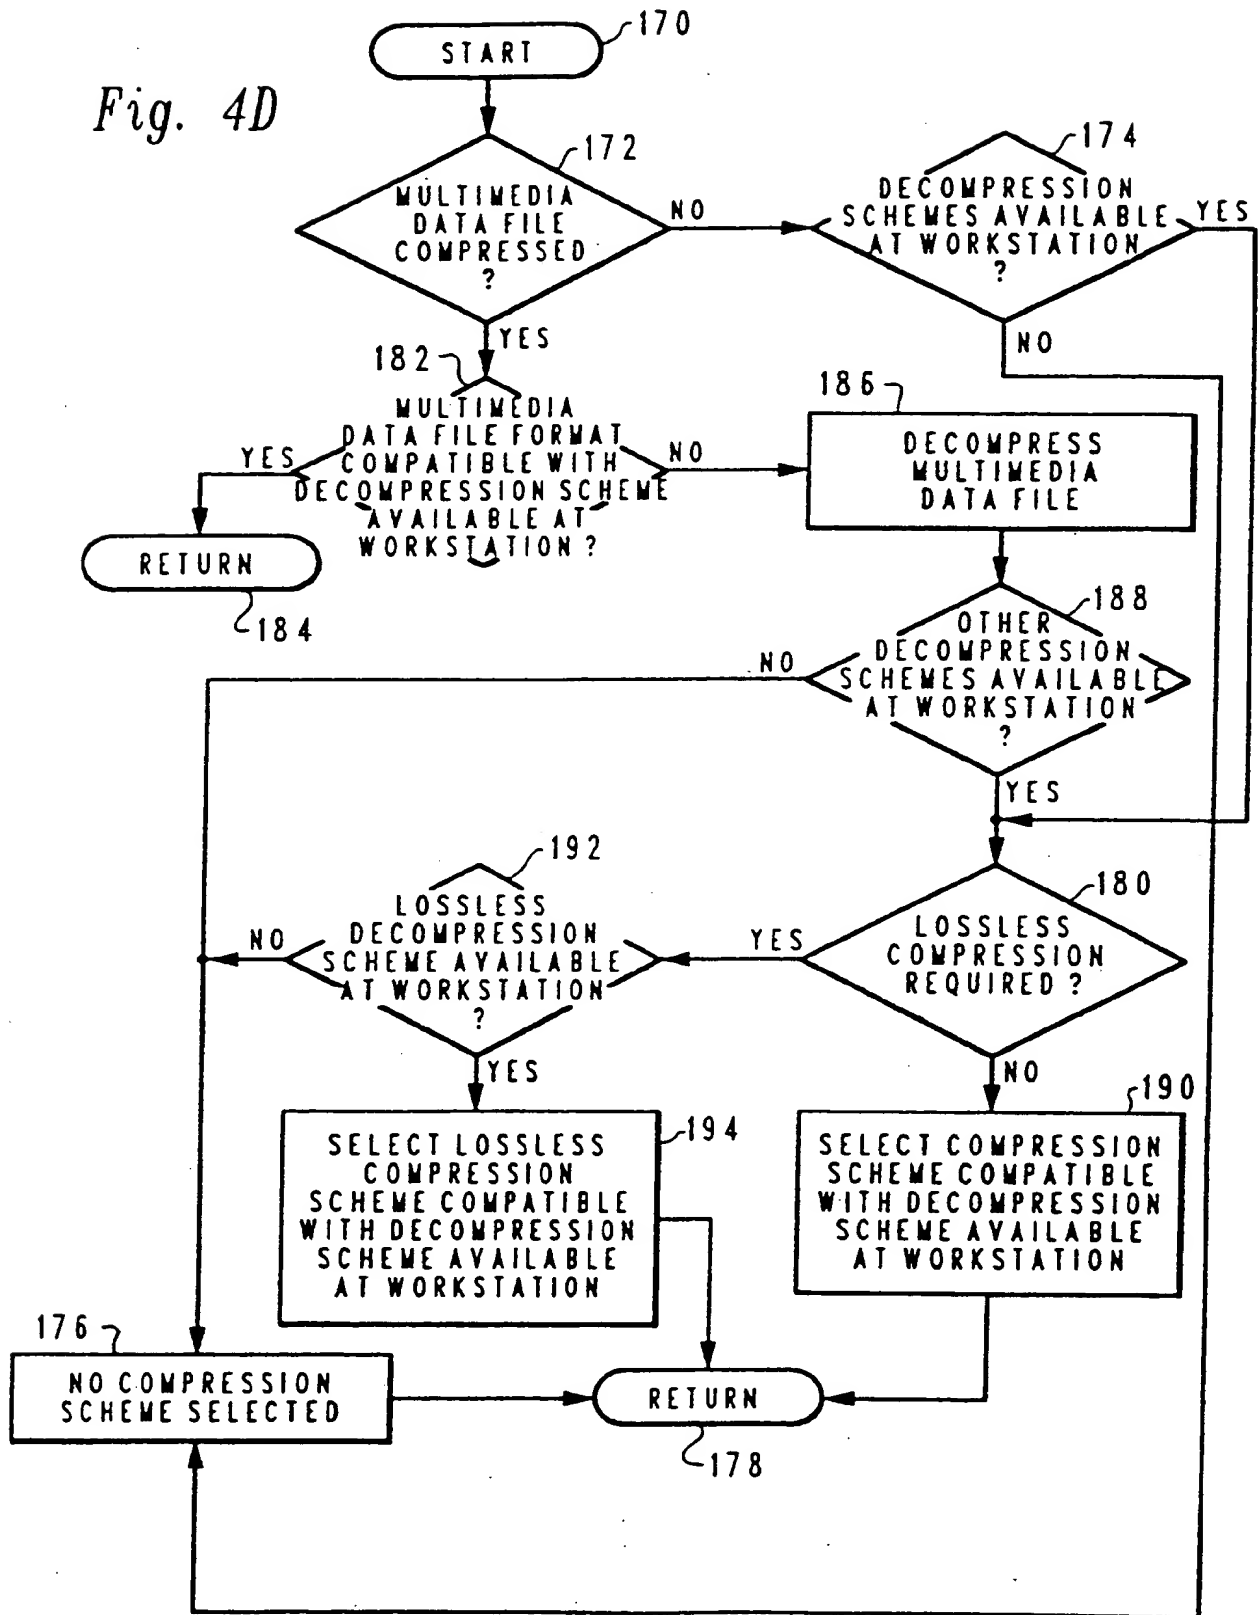 170
START
Fig. 4D
172
MULTIMEDIA
DATA FILE
COMPRESSED
?
NO
174
DECOMPRESSION
SCHEMES AVAILABLE
AT WORKSTATION
?
YES
YES
NO
182
MULTIMEDIA
DATA FILE FORMAT
COMPATIBLE WITH
DECOMPRESSION SCHEME
AVAILABLE AT
WORKSTATION ?
YES
NO
RETURN
184
186
DECOMPRESS
MULTIMEDIA
DATA FILE
188
OTHER
DECOMPRESSION
SCHEMES AVAILABLE
AT WORKSTATION
?
NO
YES
192
LOSSLESS
DECOMPRESSION
SCHEME AVAILABLE
AT WORKSTATION
?
NO
YES
180
LOSSLESS
COMPRESSION
REQUIRED ?
YES
NO
194
SELECT LOSSLESS
COMPRESSION
SCHEME COMPATIBLE
WITH DECOMPRESSION
SCHEME AVAILABLE
AT WORKSTATION
190
SELECT COMPRESSION
SCHEME COMPATIBLE
WITH DECOMPRESSION
SCHEME AVAILABLE
AT WORKSTATION
176
NO COMPRESSION
SCHEME SELECTED
RETURN
178